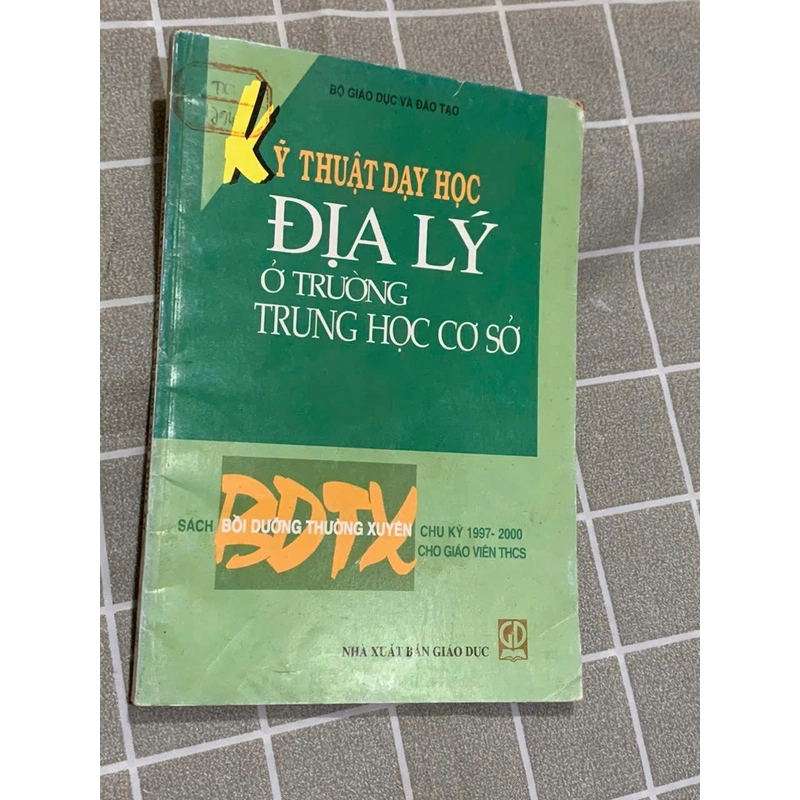 BỘ GIÁO DỤC VÀ ĐÀO TẠO
KỸ THUẬT DẠY HỌC
ĐỊA LÝ
Ở TRƯỜNG
TRUNG HỌC CƠ SỞ
BDTX
SÁCH BỒI DƯỠNG THƯỜNG XUYÊN CHU KỲ 1997- 2000
CHO GIÁO VIÊN THCS
NHÀ XUẤT BẢN GIÁO DỤC
GD